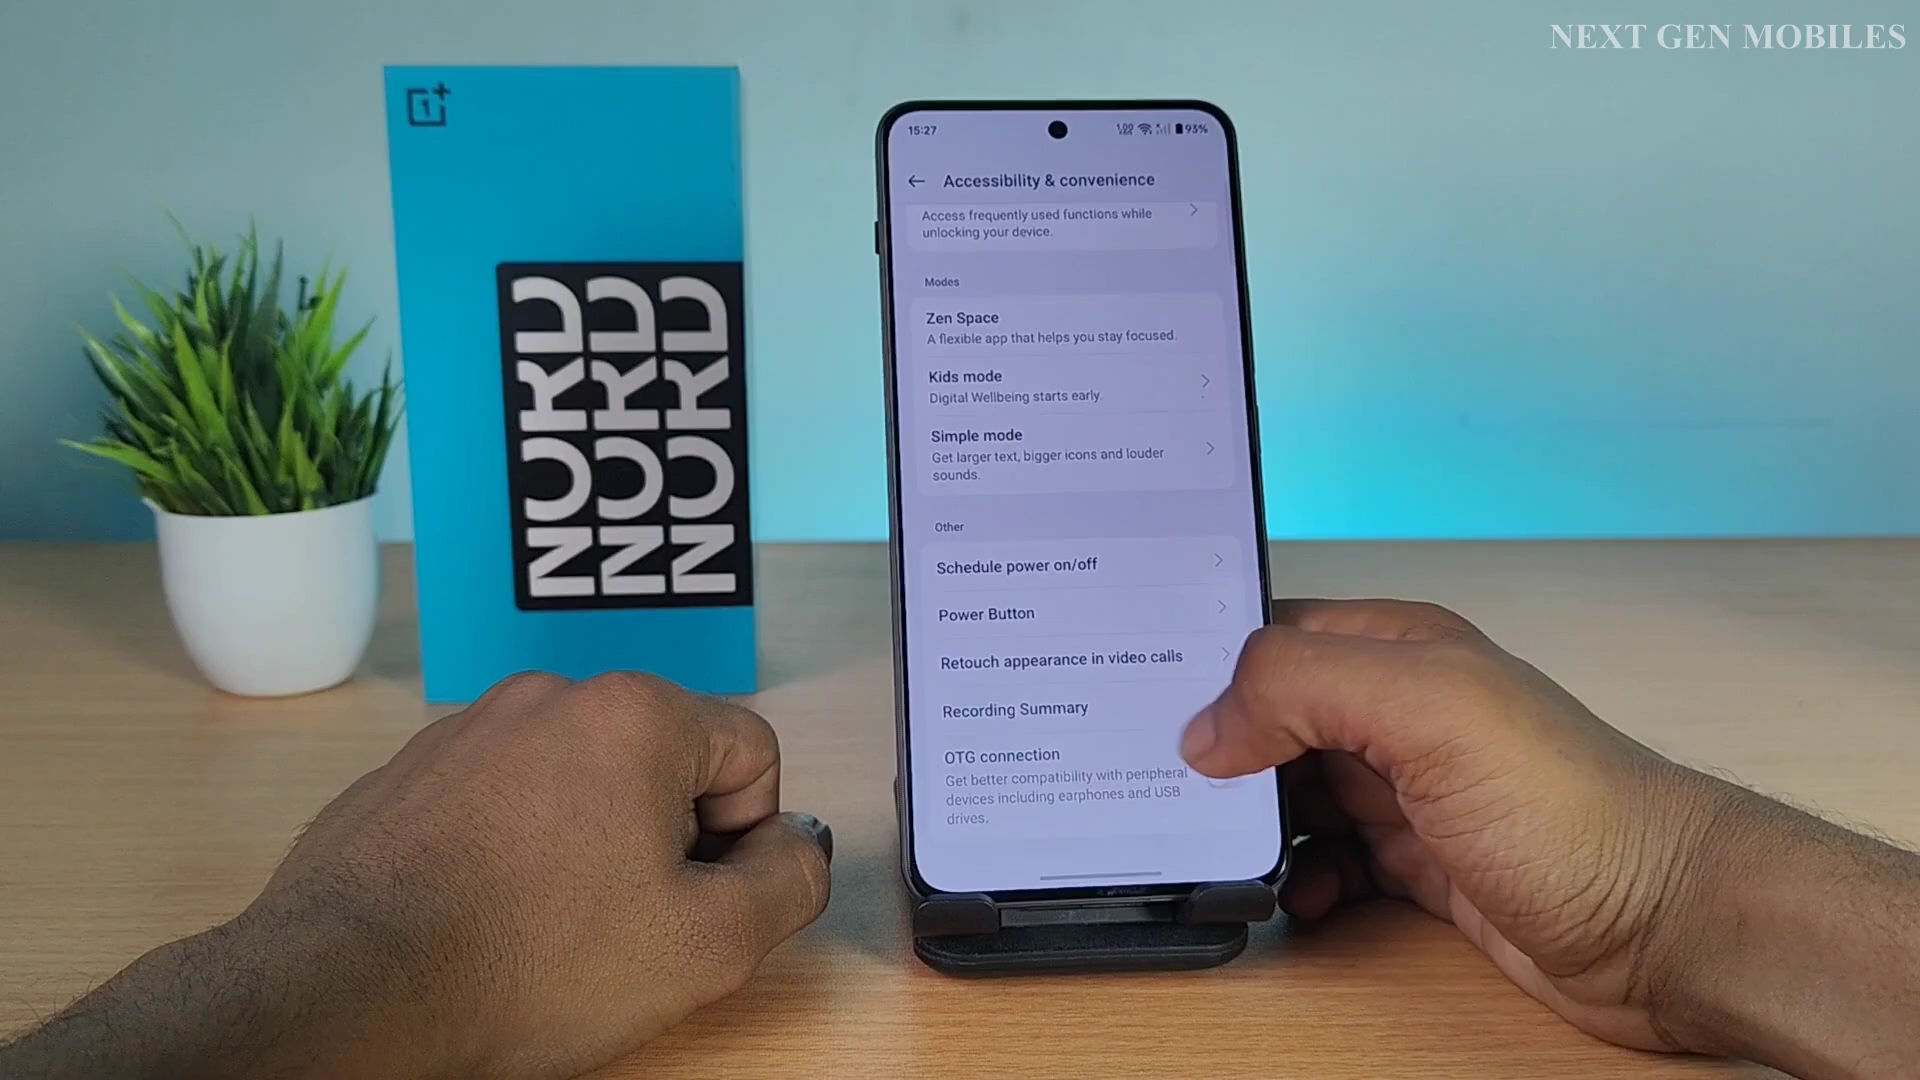 NEXT GEN MOBILES
1+
NORD
NORD
NORD
15:27
1.00
93%
Accessibility & convenience
Access frequently used functions while
unlocking your device.
Modes
Zen Space
A flexible app that helps you stay focused.
Kids mode
Digital Wellbeing starts early.
Simple mode
Get larger text, bigger icons and louder
sounds.
Other
Schedule power on/off
Power Button
Retouch appearance in video calls
Recording Summary
OTG connection
Get better compatibility with peripheral
devices including earphones and USB
drives.